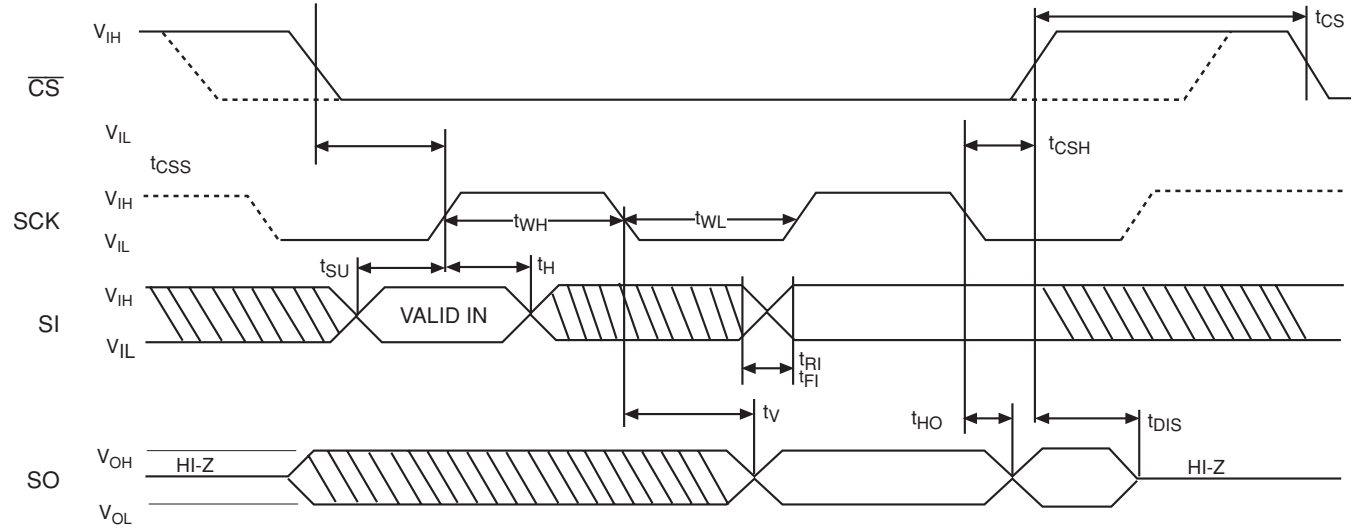 tCS
VIH
CS
VIL
tCSH
tCSS
VIH
SCK
tWH
tWL
VIL
tSU
tH
VIH
SI
VALID IN
VIL
tRI
tFI
tV
tHO
tDIS
VOH
HI-Z
HI-Z
SO
VOL